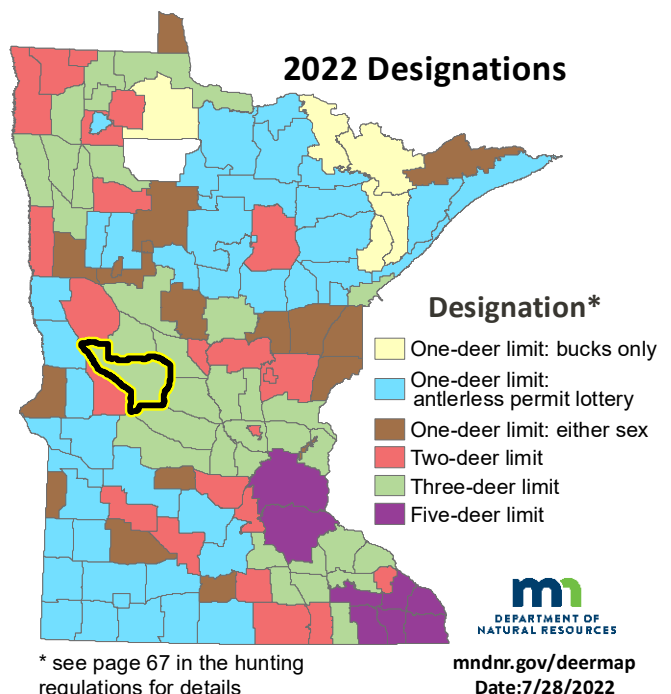 2022 Designations
Designation*
One-deer limit: bucks only
One-deer limit:
antlerless permit lottery
One-deer limit: either sex
Two-deer limit
Three-deer limit
Five-deer limit
mn
DEPARTMENT OF
NATURAL RESOURCES
* see page 67 in the hunting
regulations for details
mndnr.gov/deermap
Date:7/28/2022